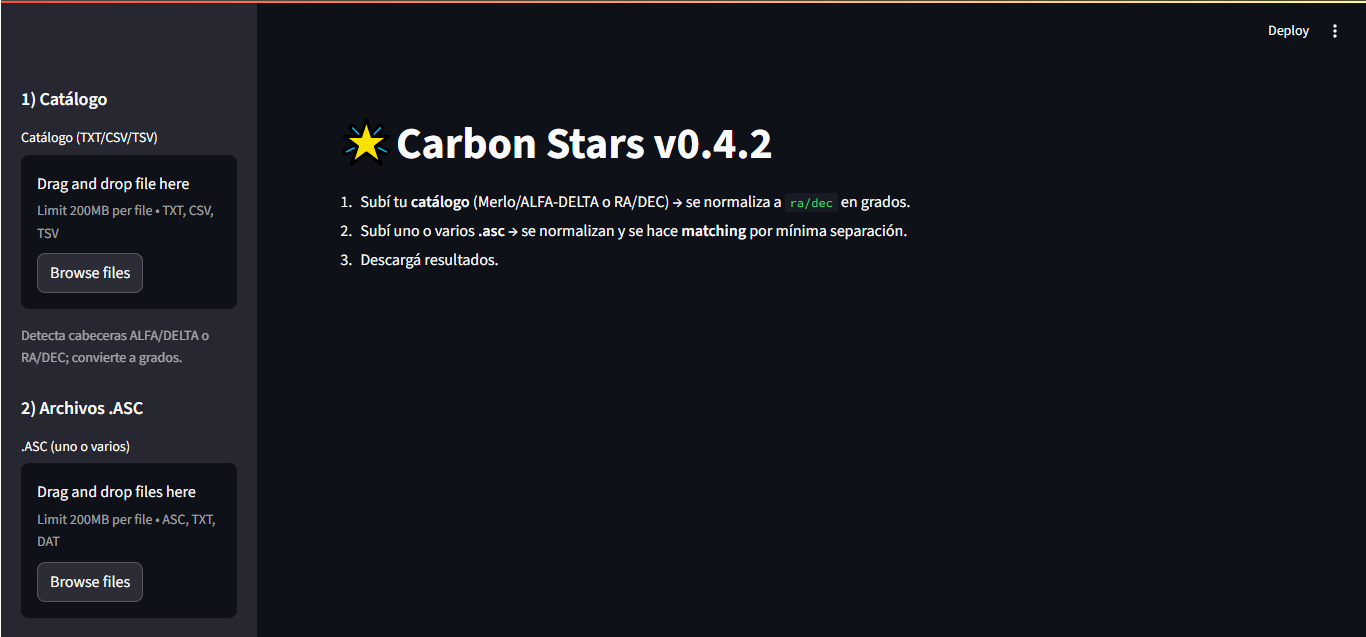 Deploy
1) Catálogo
Catálogo (TXT/CSV/TSV)
Drag and drop file here
Limit 200MB per file • TXT, CSV,
TSV
Browse files
Detecta cabeceras ALFA/DELTA o
RA/DEC; convierte a grados.
2) Archivos .ASC
.ASC (uno o varios)
Drag and drop files here
Limit 200MB per file • ASC, TXT,
DAT
Browse files
Carbon Stars v0.4.2
1. Subí tu catálogo (Merlo/ALFA-DELTA o RA/DEC) → se normaliza a ra/dec en grados.
2. Subí uno o varios .asc → se normalizan y se hace matching por mínima separación.
3. Descargá resultados.